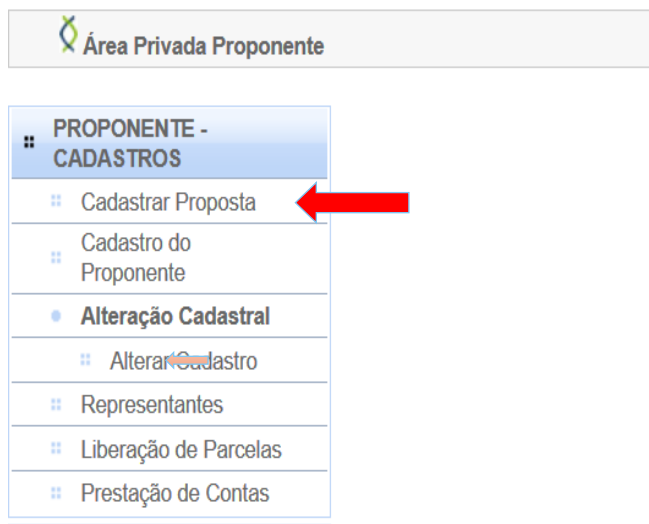 Área Privada Proponente
PROPONENTE -
CADASTROS
Cadastrar Proposta
Cadastro do
Proponente
Alteração Cadastral
Alterar Cadastro
Representantes
Liberação de Parcelas
Prestação de Contas